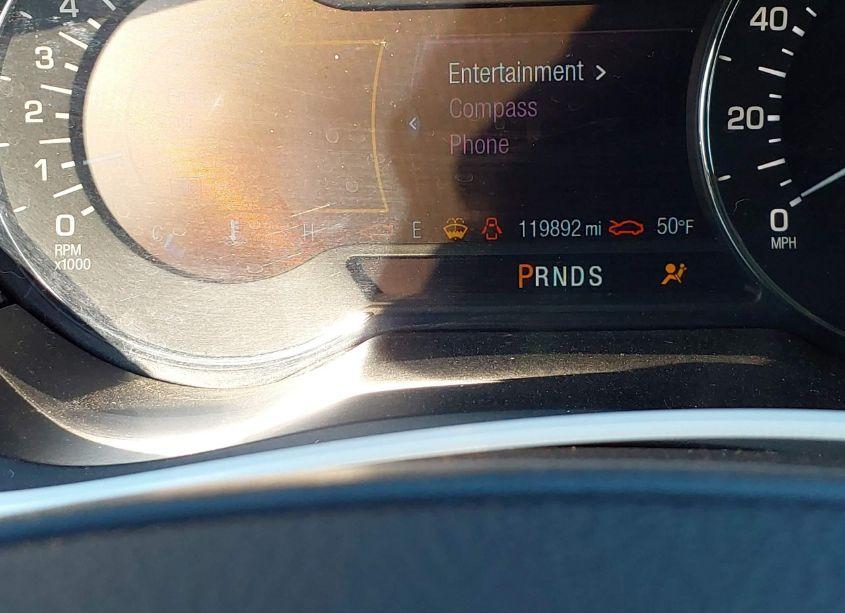 4
3
2
1
0
RPM
x1000
Entertainment >
Compass
Phone
C H E 119892 mi 50°F
PRNDS
40
20
0
MPH